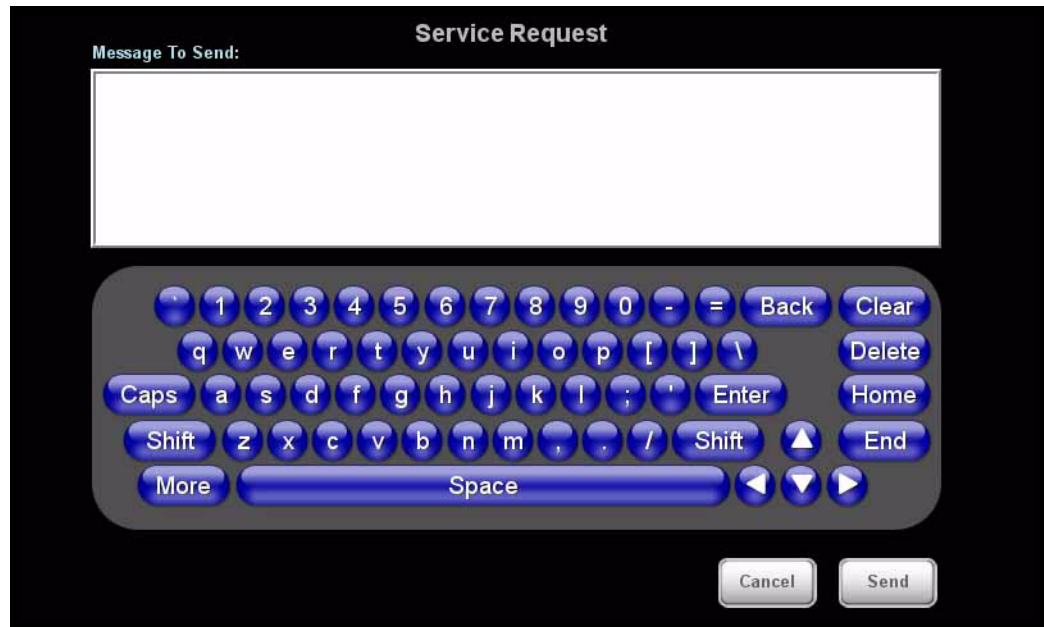 Service Request
Message To Send:
` 1 2 3 4 5 6 7 8 9 0 - = Back Clear
q w e r t y u i o p [ ] \ Delete
Caps a s d f g h j k l ; ' Enter Home
Shift z x c v b n m , . / Shift End
More Space
Cancel Send